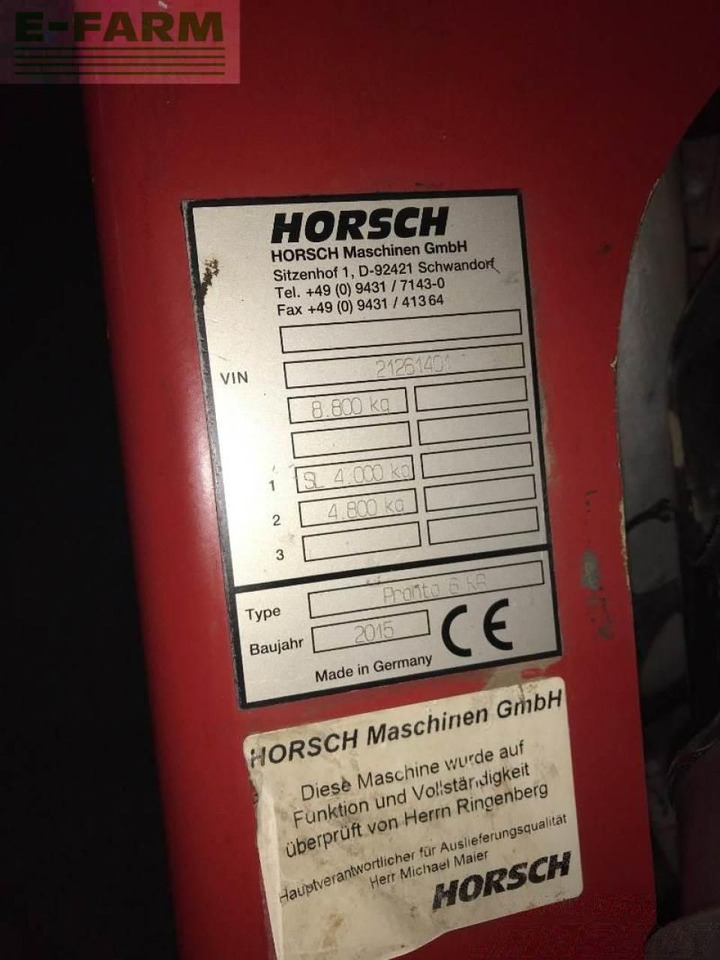 E-FARM
HORSCH
HORSCH Maschinen GmbH
Sitzenhof 1, D-92421 Schwandorf
Tel. +49 (0) 9431 / 7143-0
Fax +49 (0) 9431 / 41364
VIN
8.800 kg
1 SL 4.000 kg
2 4.800 kg
3
Type Pronto 6
Baujahr 2015 CE
Made in Germany
HORSCH Maschinen GmbH
Diese Maschine wurde auf
Funktion und Vollständigkeit
überprüft von Herrn Ringenberg
Hauptverantwortlicher für Auslieferungsqualität
Herr Michael Maier
HORSCH